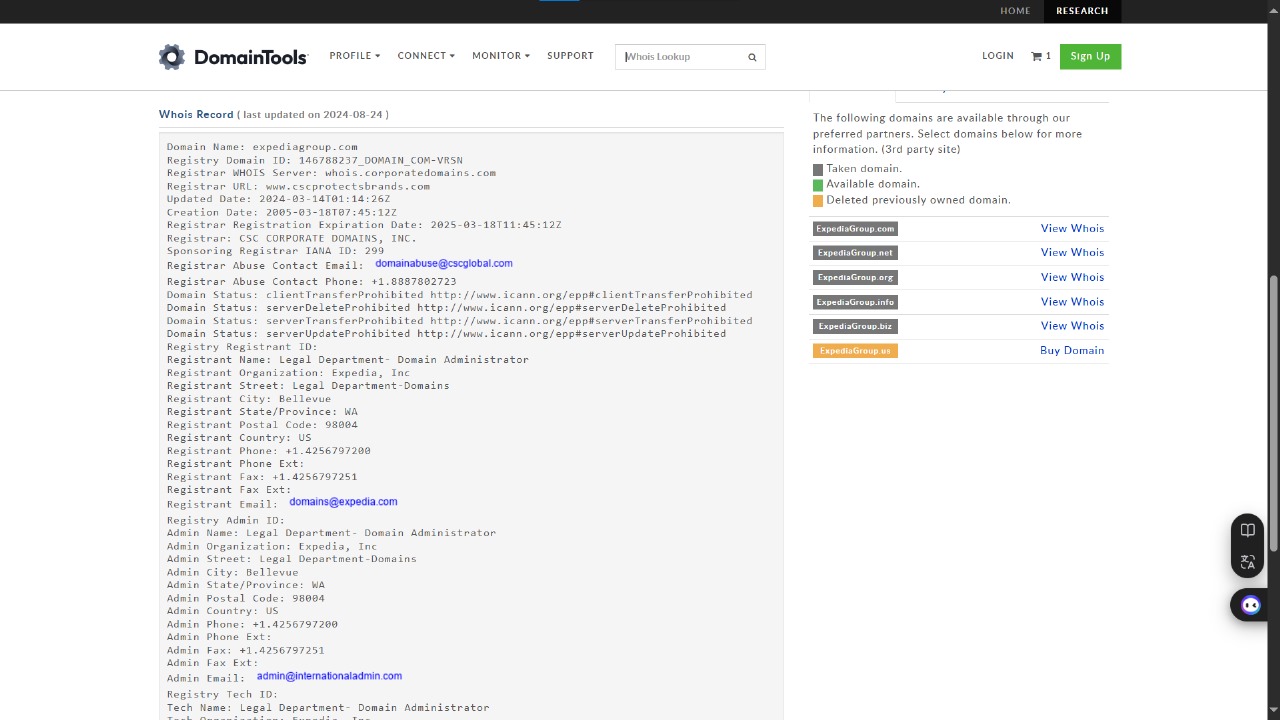 HOME
RESEARCH
DomainTools
PROFILE
CONNECT
MONITOR
SUPPORT
Whois Lookup
LOGIN
1
Sign Up
Whois Record ( last updated on 2024-08-24 )
Domain Name: expediagroup.com
Registry Domain ID: 146788237_DOMAIN_COM-VRSN
Registrar WHOIS Server: whois.corporatedomains.com
Registrar URL: www.cscprotectsbrands.com
Updated Date: 2024-03-14T01:14:26Z
Creation Date: 2005-03-18T07:45:12Z
Registrar Registration Expiration Date: 2025-03-18T11:45:12Z
Registrar: CSC CORPORATE DOMAINS, INC.
Sponsoring Registrar IANA ID: 299
Registrar Abuse Contact Email: domainabuse@cscglobal.com
Registrar Abuse Contact Phone: +1.8887802723
Domain Status: clientTransferProhibited http://www.icann.org/epp#clientTransferProhibited
Domain Status: serverDeleteProhibited http://www.icann.org/epp#serverDeleteProhibited
Domain Status: serverTransferProhibited http://www.icann.org/epp#serverTransferProhibited
Domain Status: serverUpdateProhibited http://www.icann.org/epp#serverUpdateProhibited
Registry Registrant ID:
Registrant Name: Legal Department- Domain Administrator
Registrant Organization: Expedia, Inc
Registrant Street: Legal Department-Domains
Registrant City: Bellevue
Registrant State/Province: WA
Registrant Postal Code: 98004
Registrant Country: US
Registrant Phone: +1.4256797200
Registrant Phone Ext:
Registrant Fax: +1.4256797251
Registrant Fax Ext:
Registrant Email: domains@expedia.com
Registry Admin ID:
Admin Name: Legal Department- Domain Administrator
Admin Organization: Expedia, Inc
Admin Street: Legal Department-Domains
Admin City: Bellevue
Admin State/Province: WA
Admin Postal Code: 98004
Admin Country: US
Admin Phone: +1.4256797200
Admin Phone Ext:
Admin Fax: +1.4256797251
Admin Fax Ext:
Admin Email: admin@internationaladmin.com
Registry Tech ID:
Tech Name: Legal Department- Domain Administrator
Tech Organization: Expedia, Inc
The following domains are available through our
preferred partners. Select domains below for more
information. (3rd party site)
Taken domain.
Available domain.
Deleted previously owned domain.
ExpediaGroup.com View Whois
ExpediaGroup.net View Whois
ExpediaGroup.org View Whois
ExpediaGroup.info View Whois
ExpediaGroup.biz View Whois
ExpediaGroup.us Buy Domain